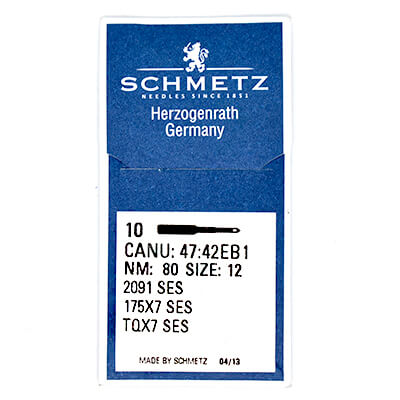 SCHMETZ
NEEDLES SINCE 1851
Herzogenrath
Germany
10
CANU: 47:42EB1
NM: 80 SIZE: 12
2091 SES
175X7 SES
TQX7 SES
MADE BY SCHMETZ 04/13